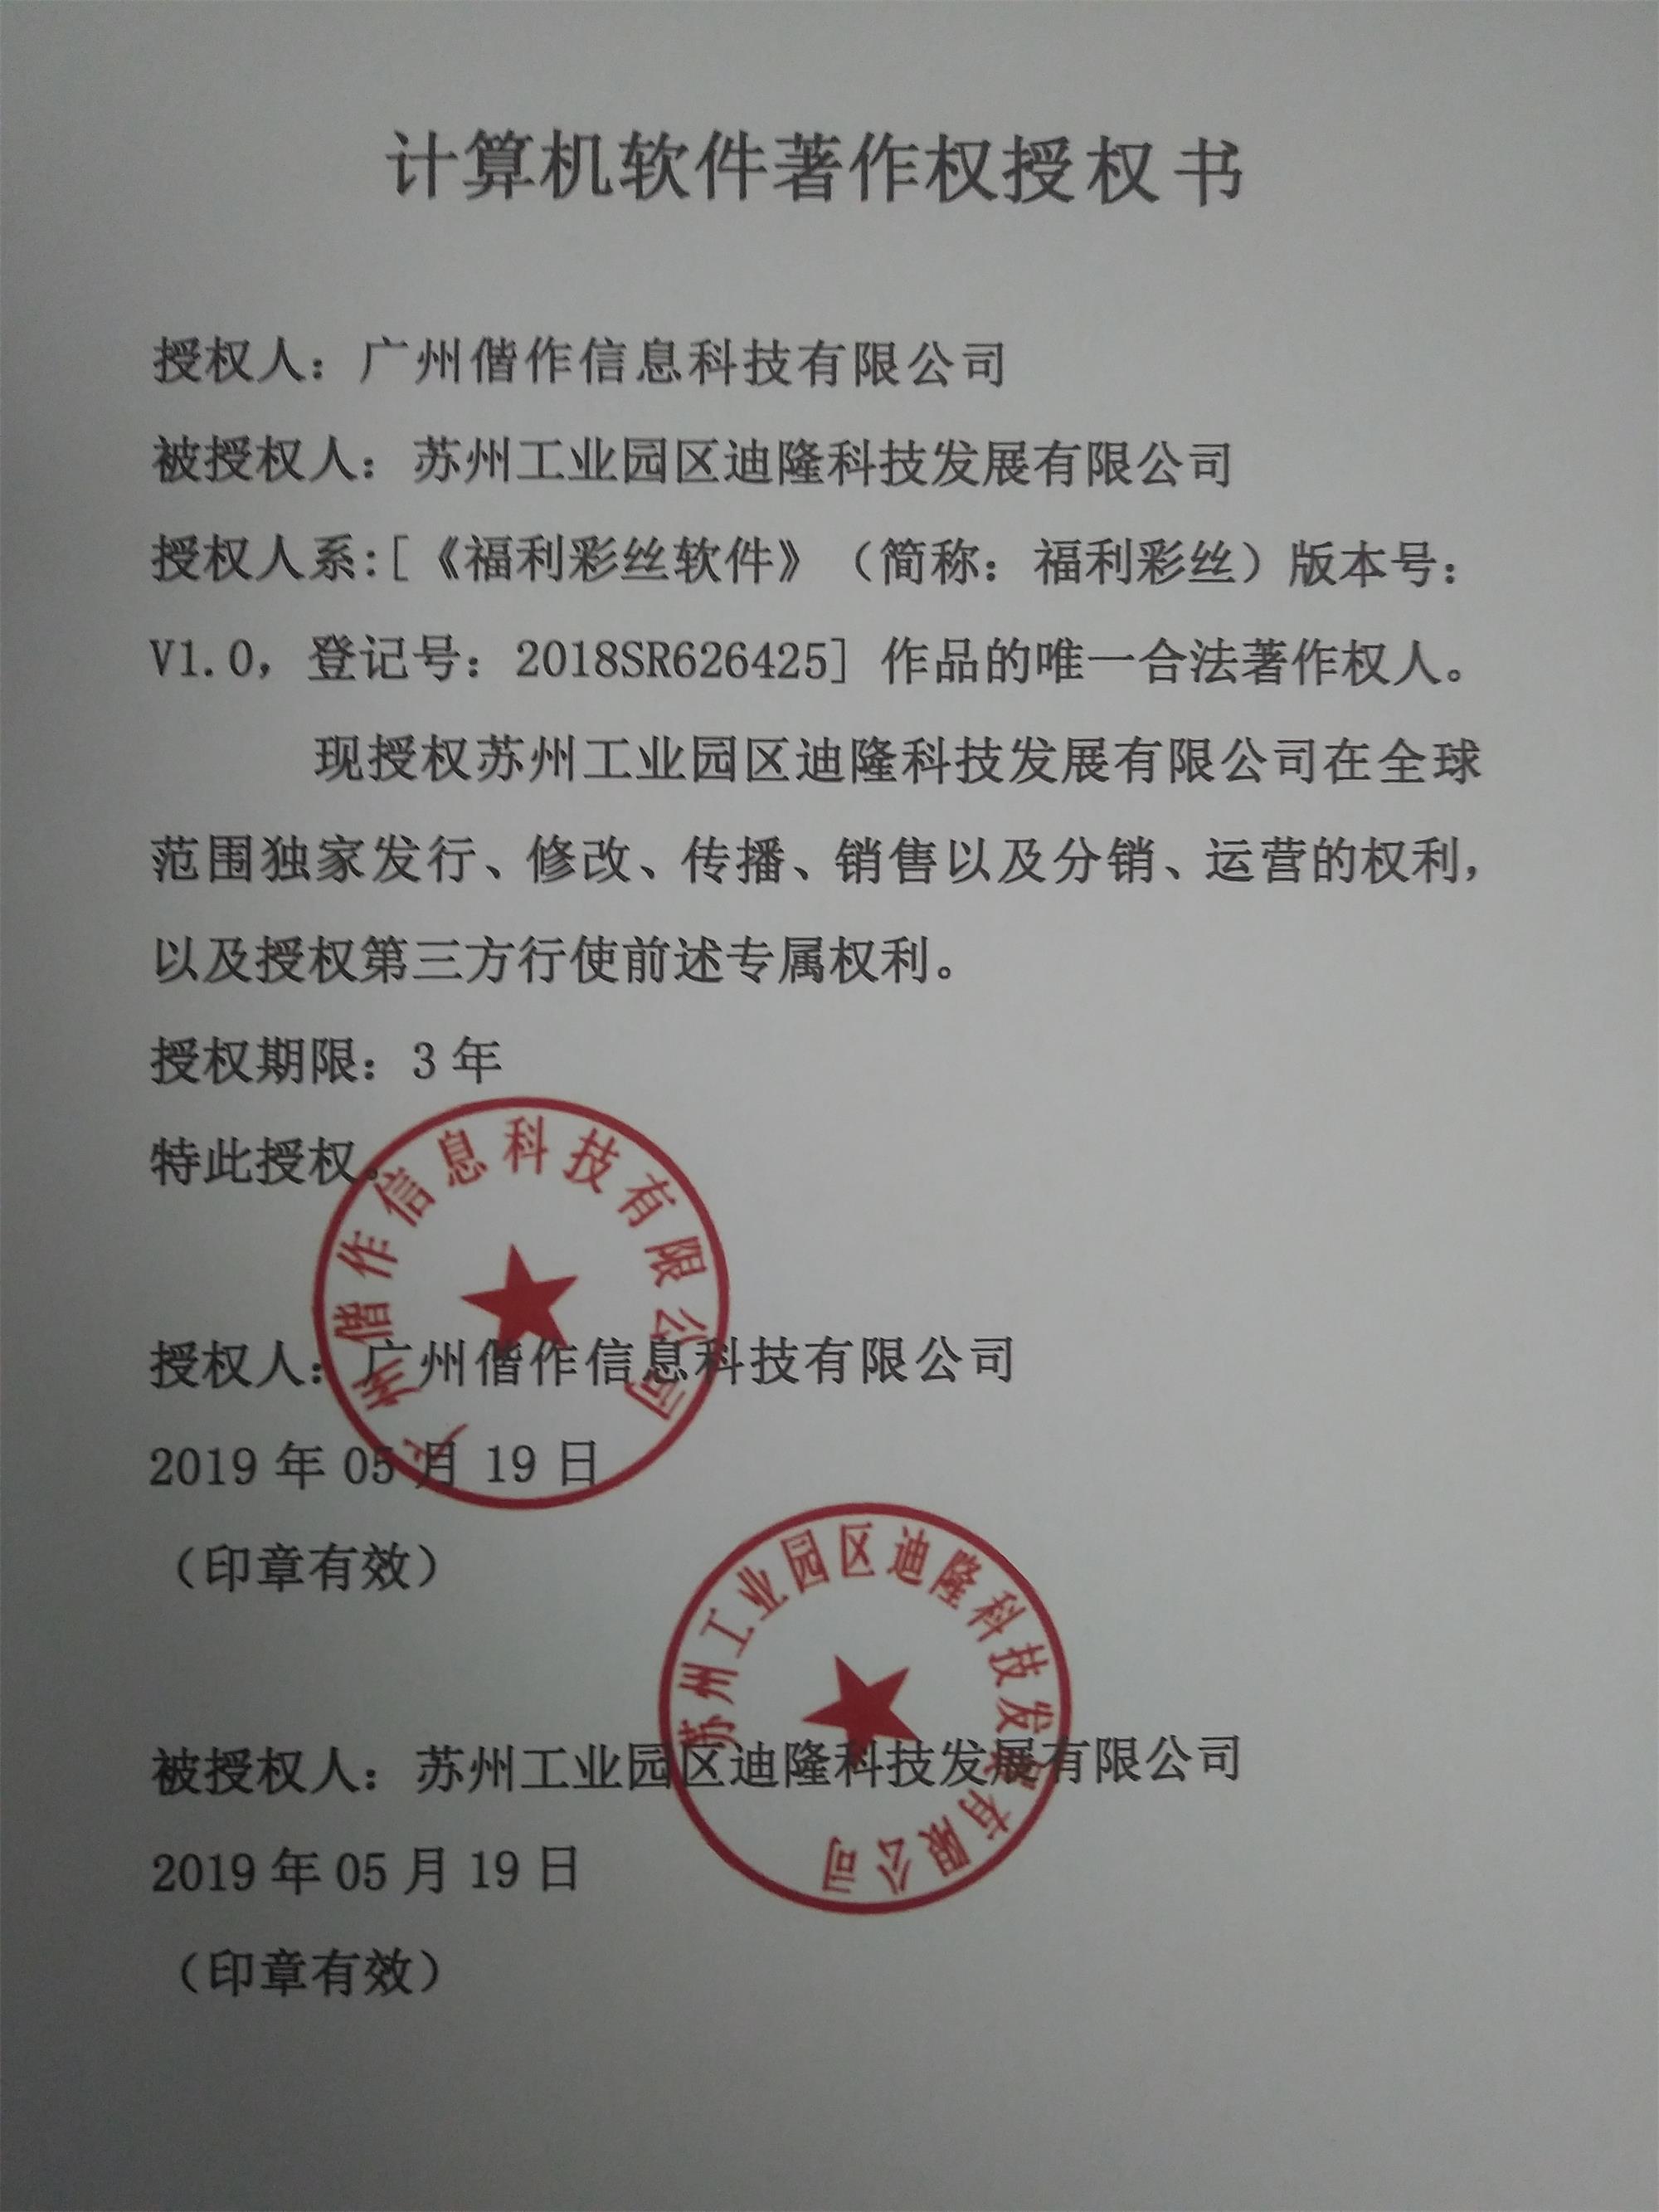 计算机软件著作权授权书
授权人：广州偕作信息科技有限公司
被授权人：苏州工业园区迪隆科技发展有限公司
授权人系:[《福利彩丝软件》（简称：福利彩丝）版本号：
V1.0，登记号：2018SR626425] 作品的唯一合法著作权人。
现授权苏州工业园区迪隆科技发展有限公司在全球
范围独家发行、修改、传播、销售以及分销、运营的权利，
以及授权第三方行使前述专属权利。
授权期限：3年
特此授权。
广州偕作信息科技有限公司
授权人：广州偕作信息科技有限公司
2019 年 05 月 19 日
（印章有效）
苏州工业园区迪隆科技发展有限公司
被授权人：苏州工业园区迪隆科技发展有限公司
2019 年 05 月 19 日
（印章有效）